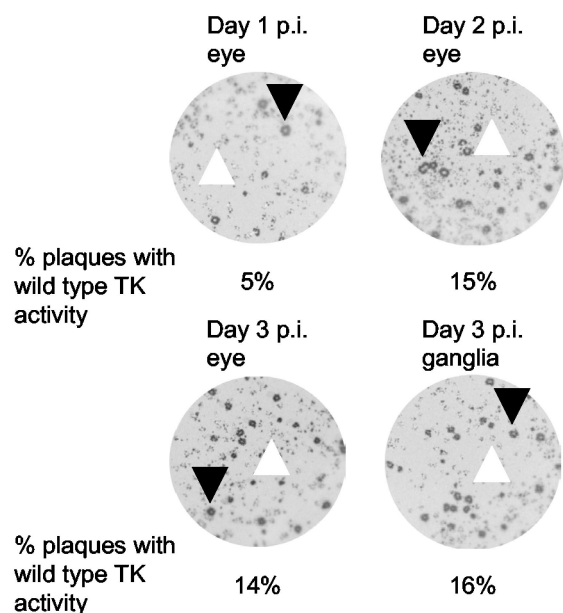 Day 1 p.i.
eye
Day 2 p.i.
eye
% plaques with
wild type TK
activity
5%
15%
Day 3 p.i.
eye
Day 3 p.i.
ganglia
% plaques with
wild type TK
activity
14%
16%